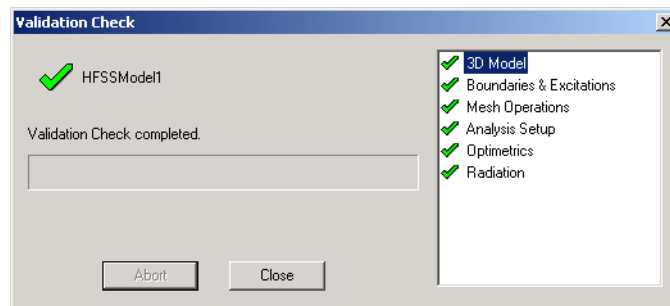 Validation Check
HFSSModel1
Validation Check completed.
Abort
Close
3D Model
Boundaries & Excitations
Mesh Operations
Analysis Setup
Optimetrics
Radiation